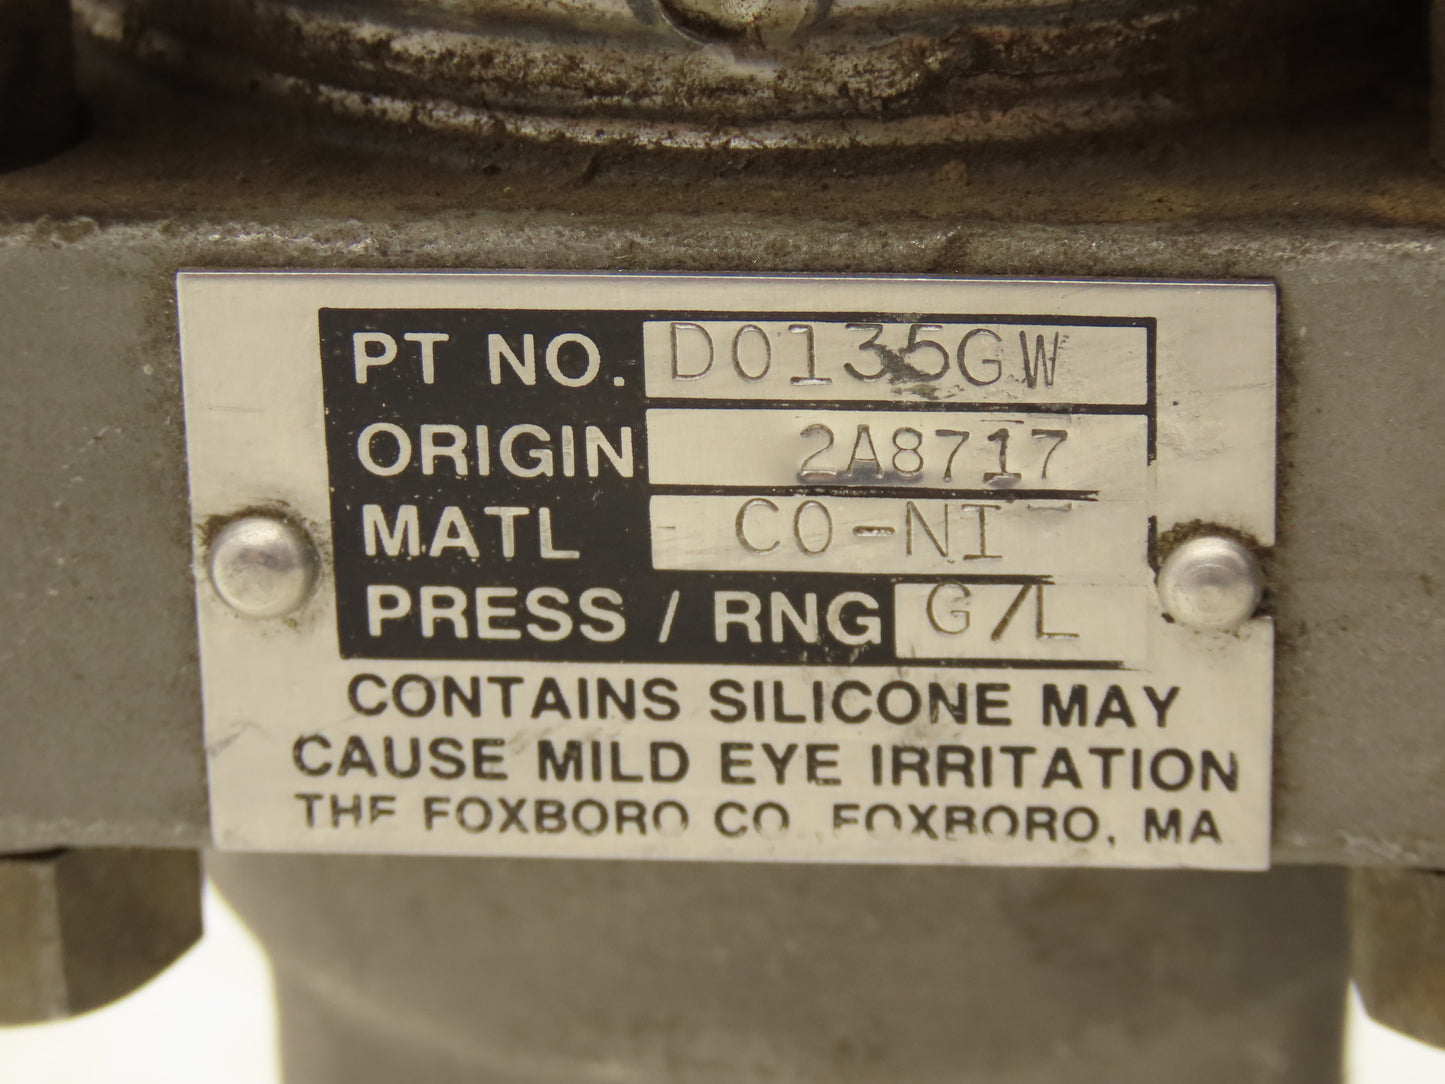 PT NO. D0135GW
ORIGIN 2A8717
MATL CO-NI
PRESS / RNG G/L
CONTAINS SILICONE MAY
CAUSE MILD EYE IRRITATION
THE FOXBORO CO. FOXBORO, MA